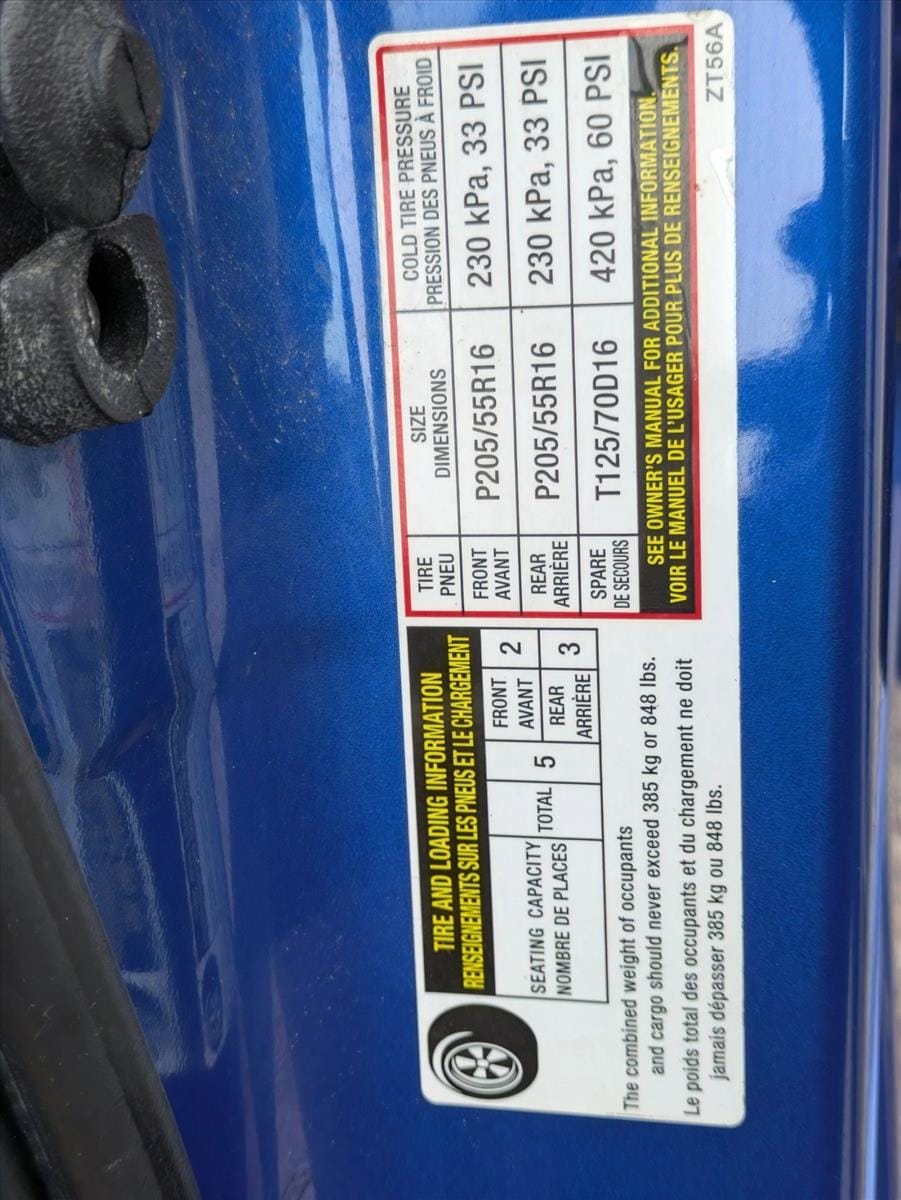 TIRE AND LOADING INFORMATION
RENSEIGNEMENTS SUR LES PNEUS ET LE CHARGEMENT
SEATING CAPACITY
NOMBRE DE PLACES
TOTAL 5
FRONT
AVANT
2
REAR
ARRIÈRE
3
The combined weight of occupants
and cargo should never exceed 385 kg or 848 lbs.
Le poids total des occupants et du chargement ne doit
jamais dépasser 385 kg ou 848 lbs.
TIRE
PNEU
SIZE
DIMENSIONS
COLD TIRE PRESSURE
PRESSION DES PNEUS À FROID
FRONT
AVANT
P205/55R16
230 kPa, 33 PSI
REAR
ARRIÈRE
P205/55R16
230 kPa, 33 PSI
SPARE
DE SECOURS
T125/70D16
420 kPa, 60 PSI
SEE OWNER'S MANUAL FOR ADDITIONAL INFORMATION.
VOIR LE MANUEL DE L'USAGER POUR PLUS DE RENSEIGNEMENTS.
ZT56A